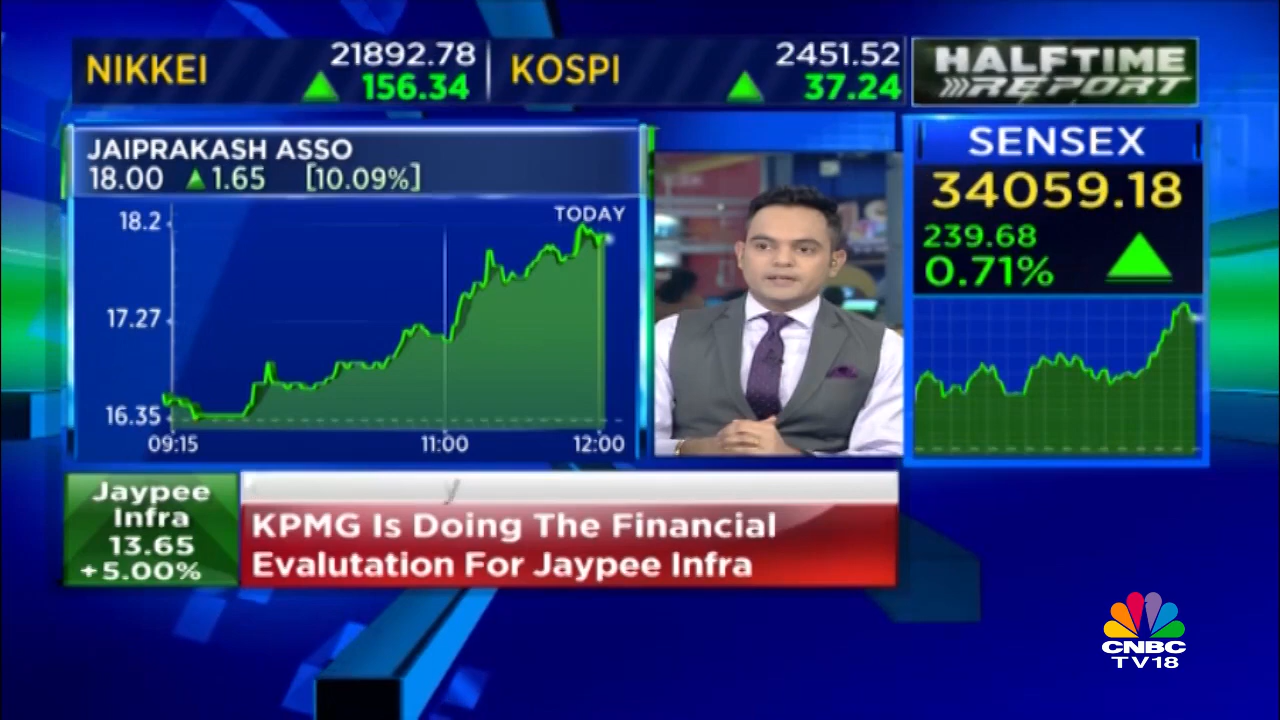 NIKKEI
21892.78
▲ 156.34
KOSPI
2451.52
▲ 37.24
HALFTIME
REPORT
JAIPRAKASH ASSO
18.00 ▲1.65 [10.09%]
TODAY
18.2
17.27
16.35
09:15 11:00 12:00
SENSEX
34059.18
239.68
0.71%
Jaypee
Infra
13.65
+5.00%
KPMG Is Doing The Financial
Evalutation For Jaypee Infra
CNBC
TV18